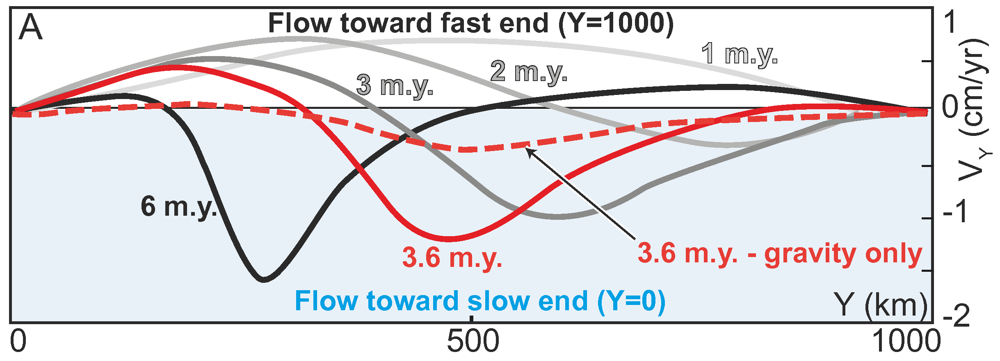 A
Flow toward fast end (Y=1000)
1
1 m.y.
2 m.y.
3 m.y.
0
V_Y (cm/yr)
6 m.y.
-1
3.6 m.y.
3.6 m.y. - gravity only
Flow toward slow end (Y=0)
Y (km)
-2
0
500
1000